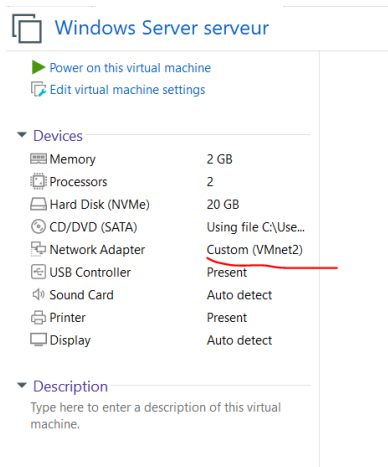 Windows Server serveur
Power on this virtual machine
Edit virtual machine settings
Devices
Memory 2 GB
Processors 2
Hard Disk (NVMe) 20 GB
CD/DVD (SATA) Using file C:\Use...
Network Adapter Custom (VMnet2)
USB Controller Present
Sound Card Auto detect
Printer Present
Display Auto detect
Description
Type here to enter a description of this virtual
machine.